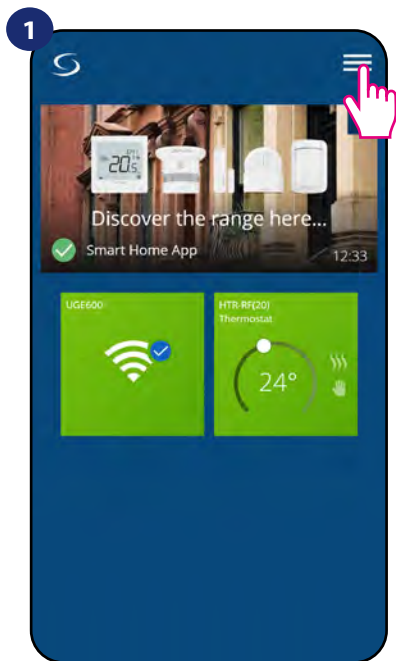 1
20.5
Discover the range here...
Smart Home App
12:33
UGE600
HTR-RF(20)
Thermostat
24°